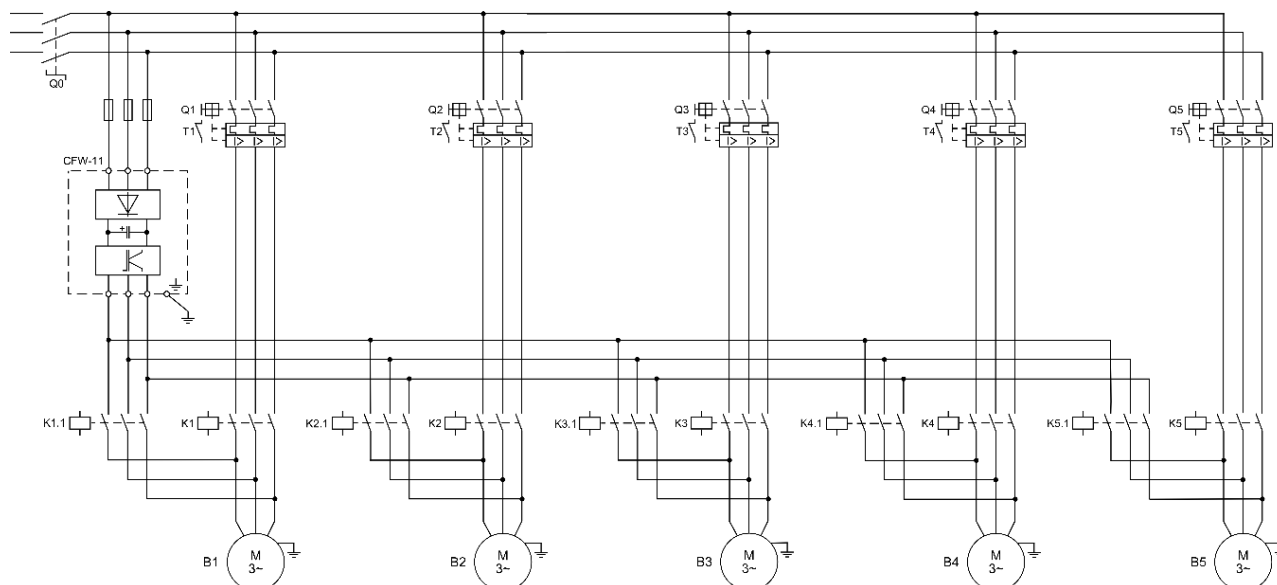 Q0
Q1 Q2 Q3 Q4 Q5
T1 T2 T3 T4 T5
I> I> I> I> I> I> I> I> I> I> I> I> I> I> I>
CFW-11
+
K1.1 K1 K2.1 K2 K3.1 K3 K4.1 K4 K5.1 K5
B1 M B2 M B3 M B4 M B5 M
3~ 3~ 3~ 3~ 3~